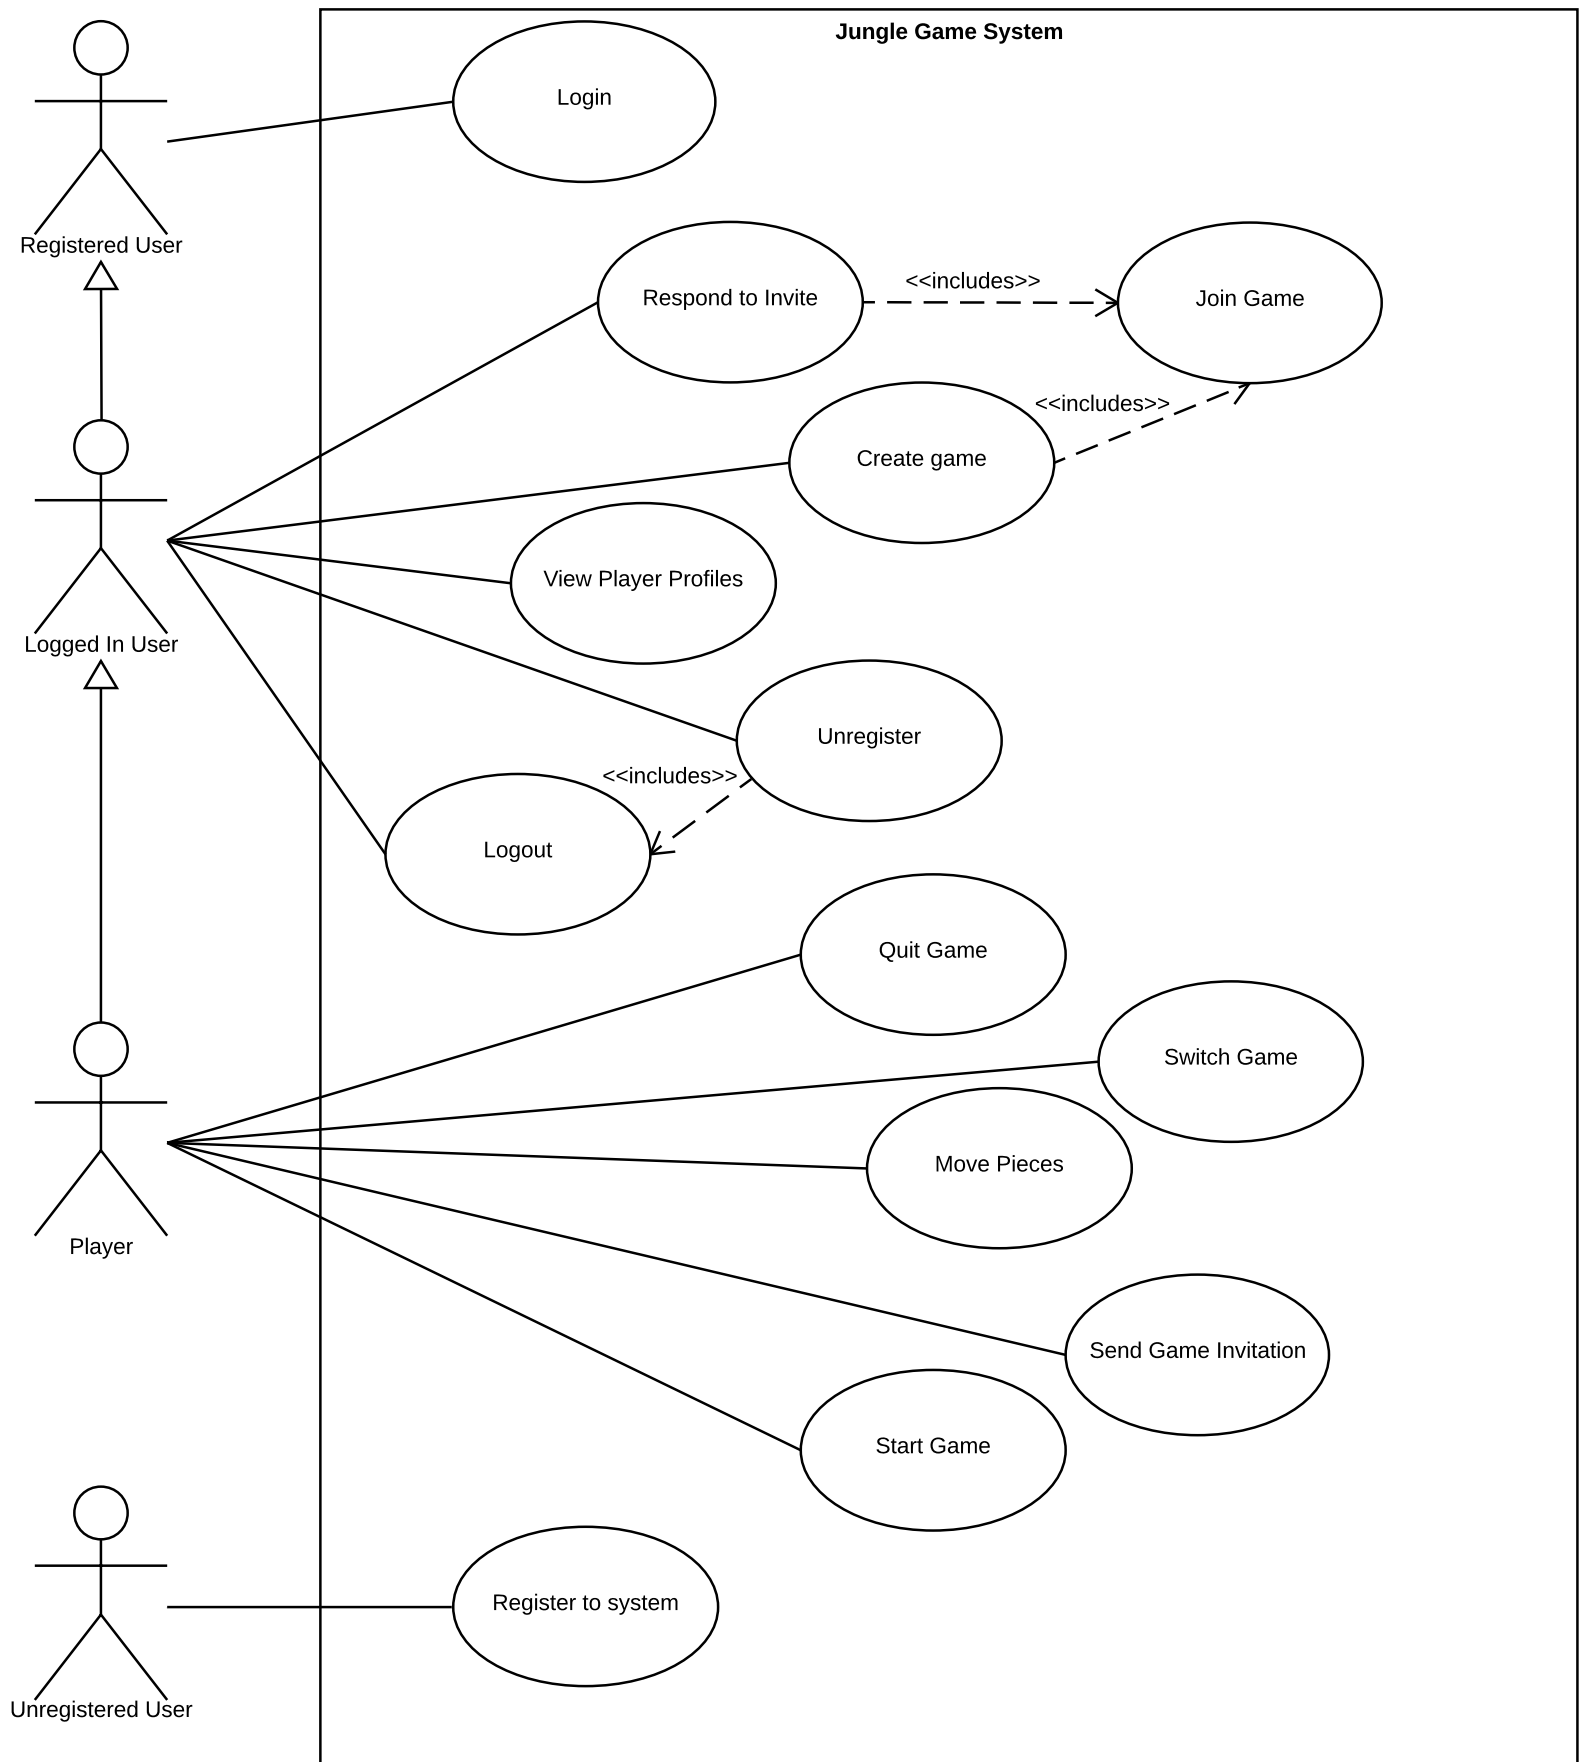 Jungle Game System
Login
Registered User
<<includes>>
Respond to Invite
Join Game
<<includes>>
Create game
View Player Profiles
Logged In User
Unregister
<<includes>>
Logout
Quit Game
Switch Game
Move Pieces
Player
Send Game Invitation
Start Game
Register to system
Unregistered User